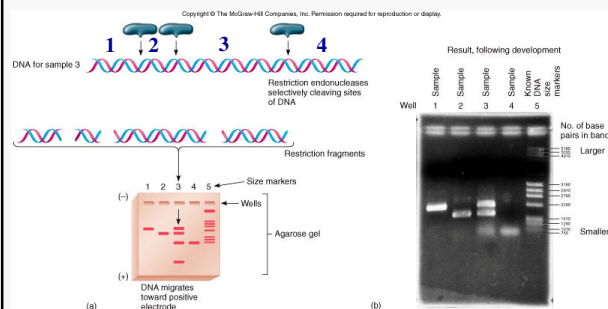 Copyright © The McGraw-Hill Companies, Inc. Permission required for reproduction or display.
1 2 3 4
DNA for sample 3
Restriction endonucleases
selectively cleaving sites
of DNA
Restriction fragments
1 2 3 4 5
Size markers
(−)
Wells
Agarose gel
(+)
DNA migrates
toward positive
electrode
(a)
Result, following development
Sample
Sample
Sample
Sample
Known
DNA
size
markers
Well 1 2 3 4 5
No. of base
pairs in band
Larger
Smaller
(b)